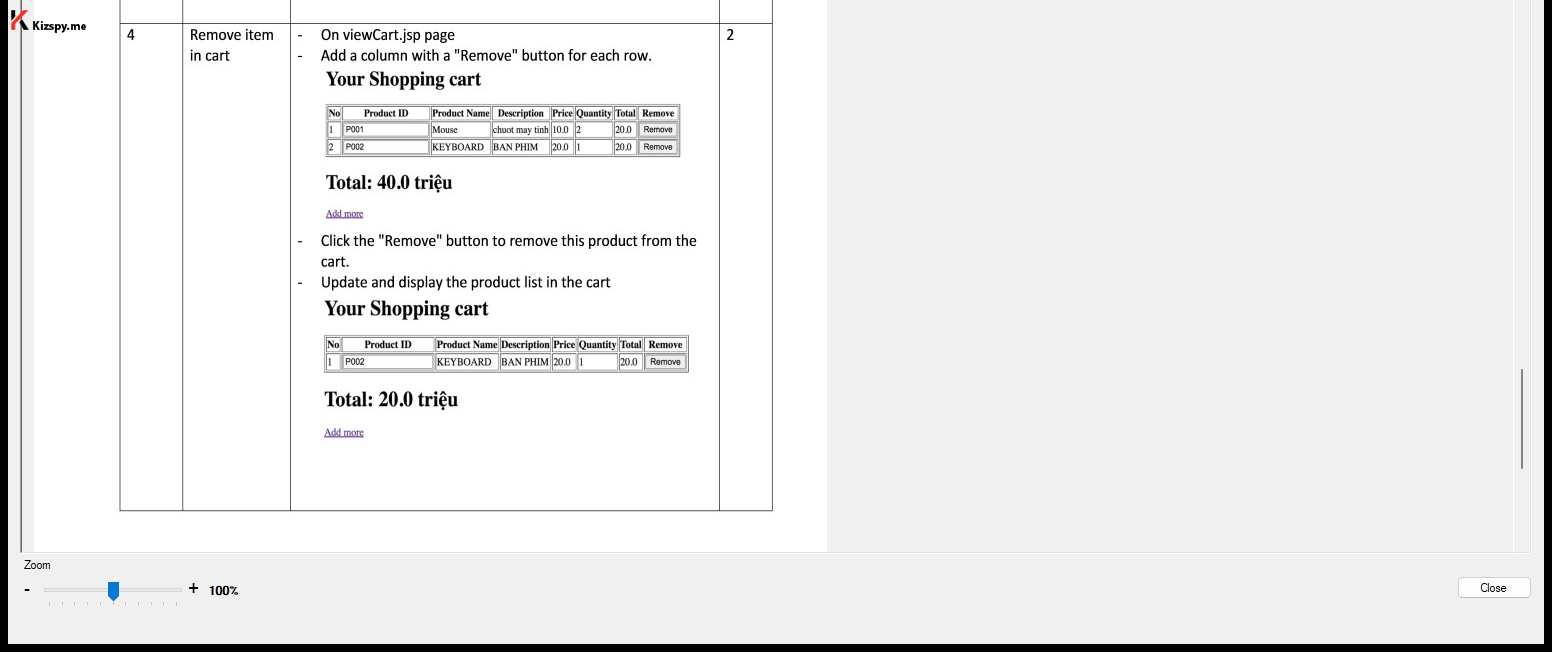 Kizspy.me
4 Remove item in cart - On viewCart.jsp page 2
- Add a column with a "Remove" button for each row.
Your Shopping cart
No Product ID Product Name Description Price Quantity Total Remove
1 P001 Mouse chuot may tinh 10.0 2 20.0 Remove
2 P002 KEYBOARD BAN PHIM 20.0 1 20.0 Remove
Total: 40.0 triệu
Add more
- Click the "Remove" button to remove this product from the
cart.
- Update and display the product list in the cart
Your Shopping cart
No Product ID Product Name Description Price Quantity Total Remove
1 P002 KEYBOARD BAN PHIM 20.0 1 20.0 Remove
Total: 20.0 triệu
Add more
Zoom
- + 100%
Close